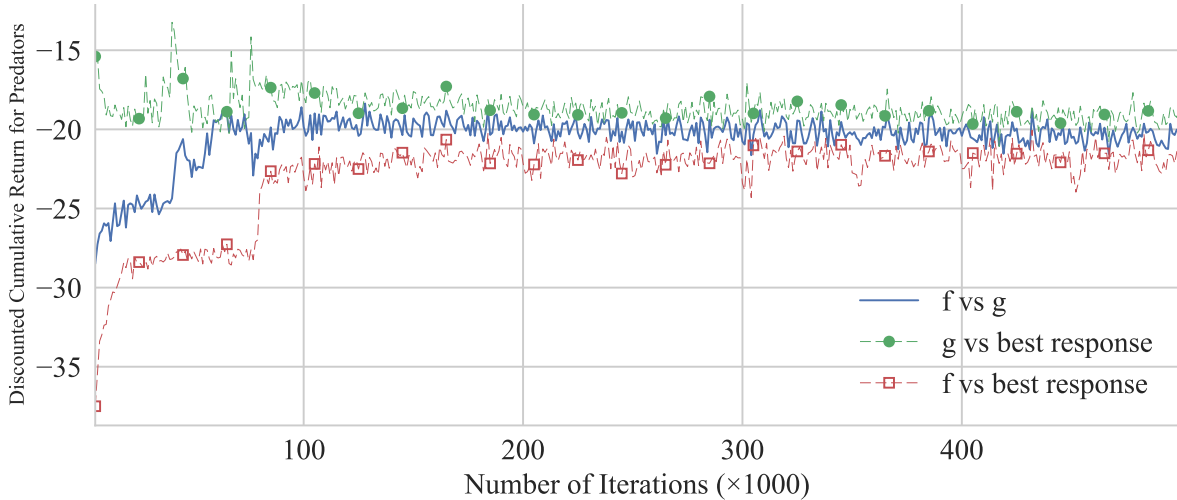 Discounted Cumulative Return for Predators
−15
−20
−25
−30
−35
f vs g
g vs best response
f vs best response
100 200 300 400
Number of Iterations (×1000)